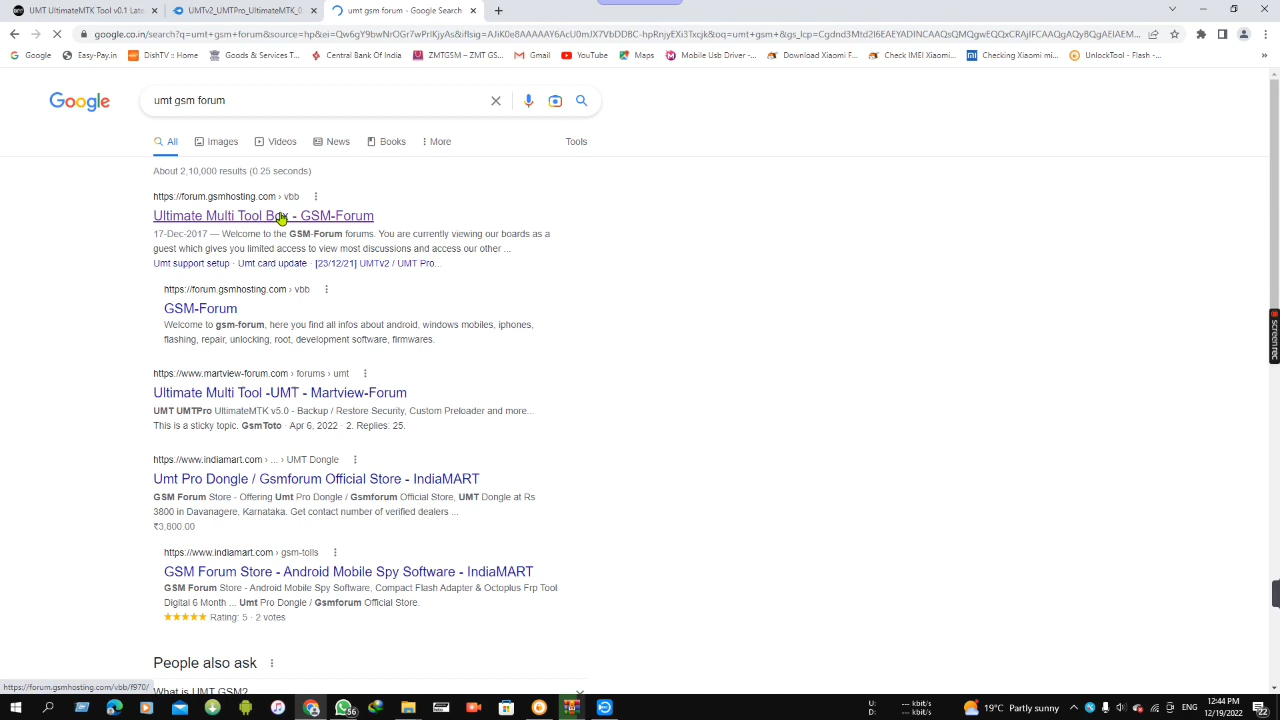 UMT UltimateMTK Tool v0.1 Late
UMTv2_UMTPro_UltimateMTK_0.
umt gsm forum - Google Search
google.co.in/search?q=umt+gsm+forum&source=hp&ei=
Google
Easy-Pay.in
DishTV :: Home
Goods & Services T...
Central Bank Of India
ZMTGSM – ZMT GS...
Gmail
YouTube
Maps
Mobile Usb Driver -...
Download Xiaomi F...
Check IMEI Xiaomi...
Checking Xiaomi mi...
UnlockTool - Flash -...
»
Google
umt gsm forum
All
Images
Videos
News
Books
More
Tools
About 2,10,000 results (0.25 seconds)
https://forum.gsmhosting.com › vbb
Ultimate Multi Tool Box - GSM-Forum
17-Dec-2017 — Welcome to the GSM-Forum forums. You are currently viewing our boards as a
guest which gives you limited access to view most discussions and access our other ...
Umt support setup · Umt card update · [23/12/21] UMTv2 / UMT Pro...
https://forum.gsmhosting.com › vbb
GSM-Forum
Welcome to gsm-forum, here you find all infos about android, windows mobiles, iphones,
flashing, repair, unlocking, root, development software, firmwares.
https://www.martview-forum.com › forums › umt
Ultimate Multi Tool -UMT - Martview-Forum
UMT UMTPro UltimateMTK v5.0 - Backup / Restore Security, Custom Preloader and more...
This is a sticky topic. GsmToto · Apr 6, 2022 · 2. Replies: 25.
https://www.indiamart.com › ... › UMT Dongle
Umt Pro Dongle / Gsmforum Official Store - IndiaMART
GSM Forum Store - Offering Umt Pro Dongle / Gsmforum Official Store, UMT Dongle at Rs
3800 in Davanagere, Karnataka. Get contact number of verified dealers ...
₹3,800.00
https://www.indiamart.com › gsm-tolls
GSM Forum Store - Android Mobile Spy Software - IndiaMART
GSM Forum Store - Android Mobile Spy Software, Compact Flash Adapter & Octoplus Frp Tool
Digital 6 Month ... Umt Pro Dongle / Gsmforum Official Store.
Rating: 5 · 2 votes
People also ask
What is UMT GSM?
https://forum.gsmhosting.com/vbb/f970/
screenrec
56
U: --- kbit/s
D: --- kbit/s
19°C Partly sunny
ENG
12:44 PM
12/19/2022
22